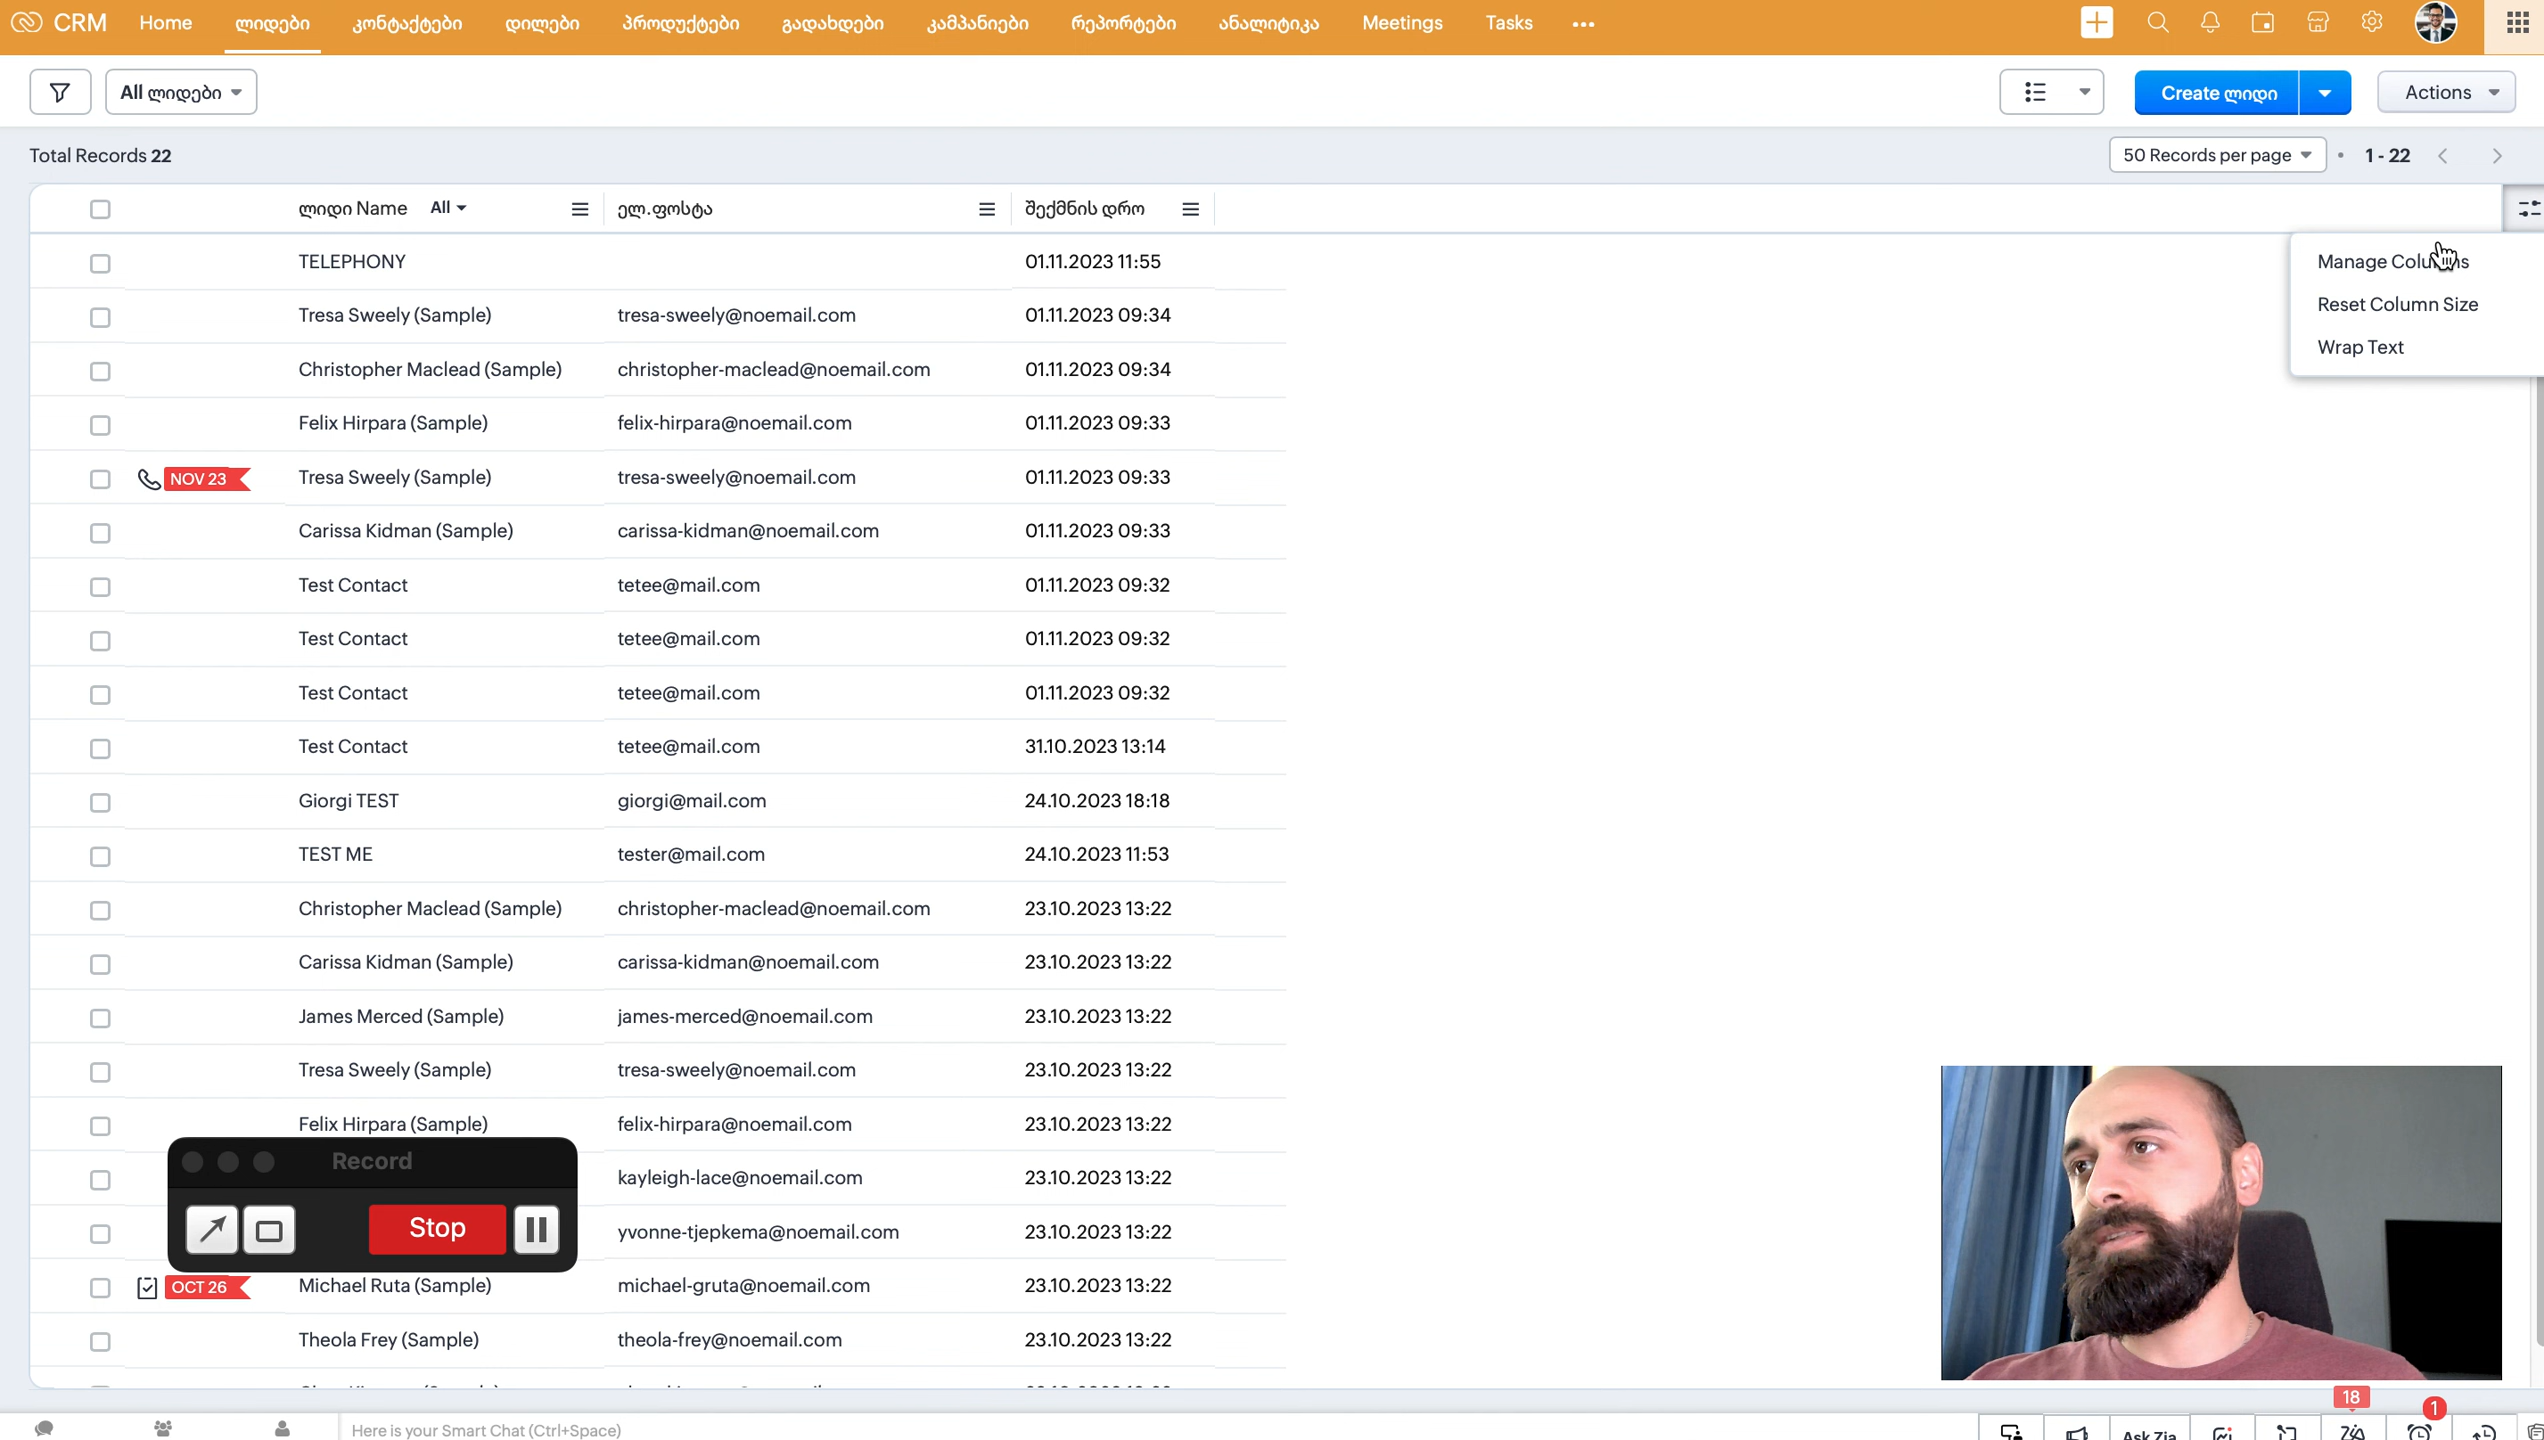 CRM Home ლიდები კონტაქტები დილები პროდუქტები გადახდები კამპანიები რეპორტები ანალიტიკა Meetings Tasks
All ლიდები Create ლიდი Actions
Total Records 22 50 Records per page • 1 - 22
ლიდი Name All ელ.ფოსტა შექმნის დრო
TELEPHONY 01.11.2023 11:55
Manage Columns
Reset Column Size
Wrap Text
Tresa Sweely (Sample) tresa-sweely@noemail.com 01.11.2023 09:34
Christopher Maclead (Sample) christopher-maclead@noemail.com 01.11.2023 09:34
Felix Hirpara (Sample) felix-hirpara@noemail.com 01.11.2023 09:33
NOV 23 Tresa Sweely (Sample) tresa-sweely@noemail.com 01.11.2023 09:33
Carissa Kidman (Sample) carissa-kidman@noemail.com 01.11.2023 09:33
Test Contact tetee@mail.com 01.11.2023 09:32
Test Contact tetee@mail.com 01.11.2023 09:32
Test Contact tetee@mail.com 01.11.2023 09:32
Test Contact tetee@mail.com 31.10.2023 13:14
Giorgi TEST giorgi@mail.com 24.10.2023 18:18
TEST ME tester@mail.com 24.10.2023 11:53
Christopher Maclead (Sample) christopher-maclead@noemail.com 23.10.2023 13:22
Carissa Kidman (Sample) carissa-kidman@noemail.com 23.10.2023 13:22
James Merced (Sample) james-merced@noemail.com 23.10.2023 13:22
Tresa Sweely (Sample) tresa-sweely@noemail.com 23.10.2023 13:22
Felix Hirpara (Sample) felix-hirpara@noemail.com 23.10.2023 13:22
Record
kayleigh-lace@noemail.com 23.10.2023 13:22
Stop
yvonne-tjepkema@noemail.com 23.10.2023 13:22
OCT 26 Michael Ruta (Sample) michael-gruta@noemail.com 23.10.2023 13:22
Theola Frey (Sample) theola-frey@noemail.com 23.10.2023 13:22
18
1
Here is your Smart Chat (Ctrl+Space) Ask Zia